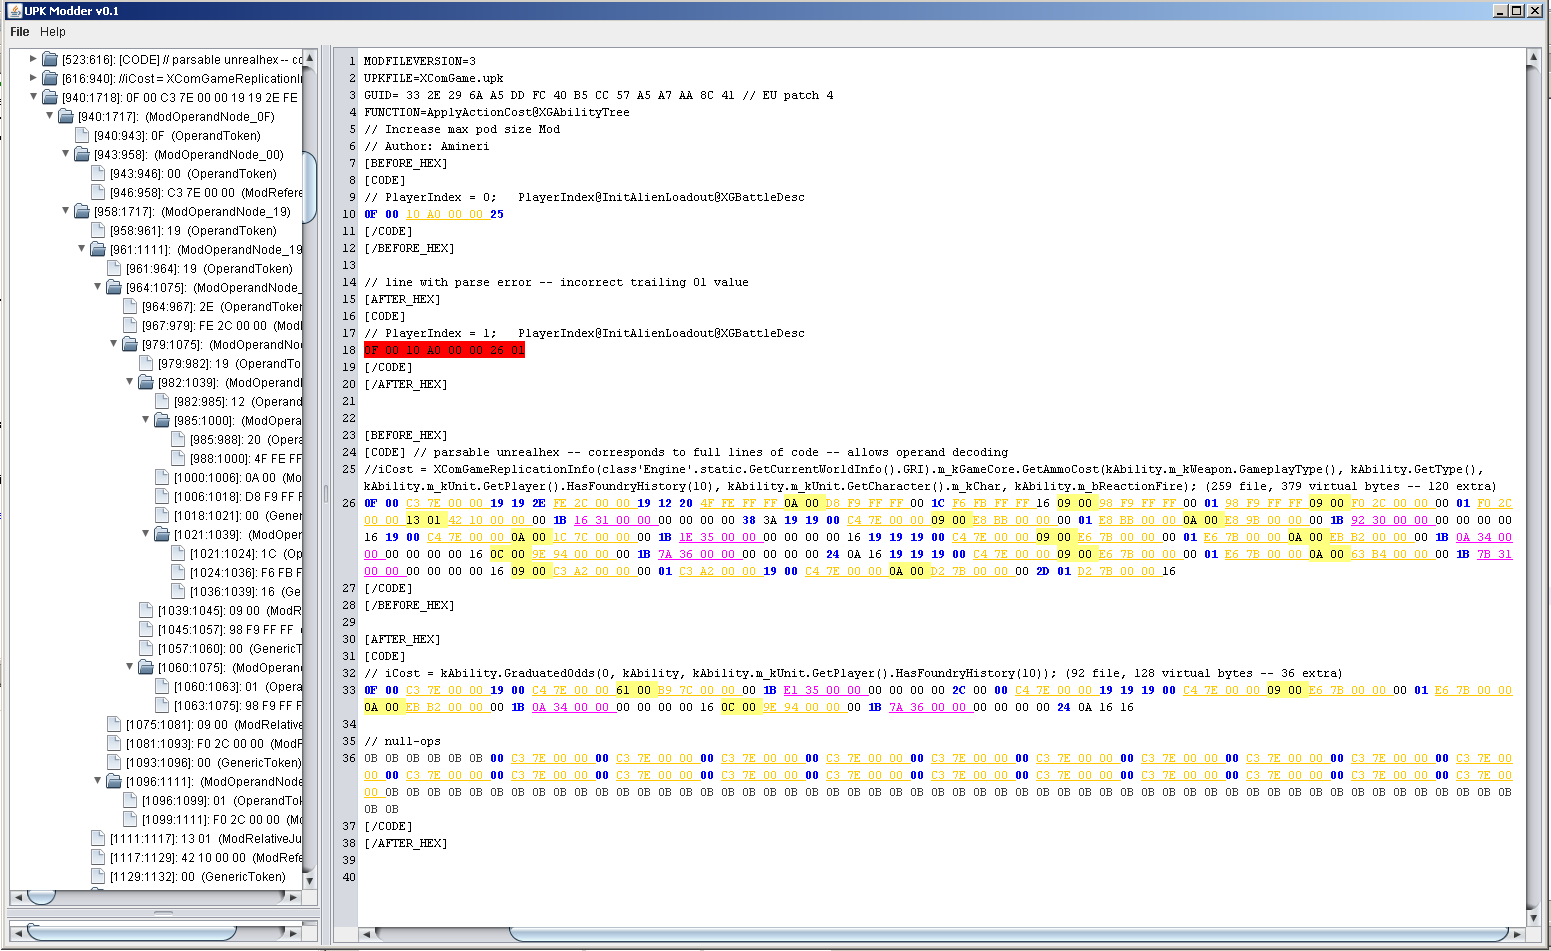 UPK Modder v0.1
File Help
[523:616]: [CODE] // parsable unrealhex -- co
[616:940]: //iCost = XComGameReplicationI
[940:1718]: 0F 00 C3 7E 00 00 19 19 2E FE
[940:1717]: (ModOperandNode_0F)
[940:943]: 0F (OperandToken)
[943:958]: (ModOperandNode_00)
[943:946]: 00 (OperandToken)
[946:958]: C3 7E 00 00 (ModRefere
[958:1717]: (ModOperandNode_19)
[958:961]: 19 (OperandToken)
[961:1111]: (ModOperandNode_19
[961:964]: 19 (OperandToken)
[964:1075]: (ModOperandNode_
[964:967]: 2E (OperandToken
[967:979]: FE 2C 00 00 (Mod
[979:1075]: (ModOperandNod
[979:982]: 19 (OperandTo
[982:1039]: (ModOperand
[982:985]: 12 (Operand
[985:1000]: (ModOpera
[985:988]: 20 (Opera
[988:1000]: 4F FE FF
[1000:1006]: 0A 00 (Mod
[1006:1018]: D8 F9 FF F
[1018:1021]: 00 (Gener
[1021:1039]: (ModOper
[1021:1024]: 1C (Op
[1024:1036]: F6 FB F
[1036:1039]: 16 (Ge
[1039:1045]: 09 00 (ModR
[1045:1057]: 98 F9 FF FF
[1057:1060]: 00 (GenericT
[1060:1075]: (ModOperan
[1060:1063]: 01 (Opera
[1063:1075]: 98 F9 FF F
[1075:1081]: 09 00 (ModRelative
[1081:1093]: F0 2C 00 00 (ModF
[1093:1096]: 00 (GenericToken)
[1096:1111]: (ModOperandNode
[1096:1099]: 01 (OperandTok
[1099:1111]: F0 2C 00 00 (Mo
[1111:1117]: 13 01 (ModRelativeJu
[1117:1129]: 42 10 00 00 (ModRefe
[1129:1132]: 00 (GenericToken)
1 MODFILEVERSION=3
2 UPKFILE=XComGame.upk
3 GUID= 33 2E 29 6A A5 DD FC 40 B5 CC 57 A5 A7 AA 8C 41 // EU patch 4
4 FUNCTION=ApplyActionCost@XGAbilityTree
5 // Increase max pod size Mod
6 // Author: Amineri
7 [BEFORE_HEX]
8 [CODE]
9 // PlayerIndex = 0;   PlayerIndex@InitAlienLoadout@XGBattleDesc
10 0F 00 10 A0 00 00 25
11 [/CODE]
12 [/BEFORE_HEX]
13
14 // line with parse error -- incorrect trailing 01 value
15 [AFTER_HEX]
16 [CODE]
17 // PlayerIndex = 1;   PlayerIndex@InitAlienLoadout@XGBattleDesc
18 0F 00 10 A0 00 00 26 01
19 [/CODE]
20 [/AFTER_HEX]
21
22
23 [BEFORE_HEX]
24 [CODE] // parsable unrealhex -- corresponds to full lines of code -- allows operand decoding
25 //iCost = XComGameReplicationInfo(class'Engine'.static.GetCurrentWorldInfo().GRI).m_kGameCore.GetAmmoCost(kAbility.m_kWeapon.GameplayType(), kAbility.GetType(),
kAbility.m_kUnit.GetPlayer().HasFoundryHistory(10), kAbility.m_kUnit.GetCharacter().m_kChar, kAbility.m_bReactionFire); (259 file, 379 virtual bytes -- 120 extra)
26 0F 00 C3 7E 00 00 19 19 2E FE 2C 00 00 19 12 20 4F FE FF FF 0A 00 D8 F9 FF FF 00 1C F6 FB FF FF 16 09 00 98 F9 FF FF 00 01 98 F9 FF FF 09 00 F0 2C 00 00 00 01 F0 2C
00 00 13 01 42 10 00 00 00 1B 16 31 00 00 00 00 00 00 38 3A 19 19 00 C4 7E 00 00 09 00 E8 BB 00 00 00 01 E8 BB 00 00 0A 00 E8 9B 00 00 00 1B 92 30 00 00 00 00 00 00
16 19 00 C4 7E 00 00 0A 00 1C 7C 00 00 00 1B 1E 35 00 00 00 00 00 00 16 19 19 19 00 C4 7E 00 00 09 00 E6 7B 00 00 00 01 E6 7B 00 00 0A 00 EB B2 00 00 00 1B 0A 34 00
00 00 00 00 00 16 0C 00 9E 94 00 00 00 1B 7A 36 00 00 00 00 00 00 24 0A 16 19 19 19 00 C4 7E 00 00 09 00 E6 7B 00 00 00 01 E6 7B 00 00 0A 00 63 B4 00 00 00 1B 7B 31
00 00 00 00 00 00 16 09 00 C3 A2 00 00 00 01 C3 A2 00 00 19 00 C4 7E 00 00 0A 00 D2 7B 00 00 00 2D 01 D2 7B 00 00 16
27 [/CODE]
28 [/BEFORE_HEX]
29
30 [AFTER_HEX]
31 [CODE]
32 // iCost = kAbility.GraduatedOdds(0, kAbility, kAbility.m_kUnit.GetPlayer().HasFoundryHistory(10)); (92 file, 128 virtual bytes -- 36 extra)
33 0F 00 C3 7E 00 00 19 00 C4 7E 00 00 61 00 B9 7C 00 00 00 1B E1 35 00 00 00 00 00 00 2C 00 00 C4 7E 00 00 19 19 19 00 C4 7E 00 00 09 00 E6 7B 00 00 00 01 E6 7B 00 00
0A 00 EB B2 00 00 00 1B 0A 34 00 00 00 00 00 00 16 0C 00 9E 94 00 00 00 1B 7A 36 00 00 00 00 00 00 24 0A 16 16
34
35 // null-ops
36 0B 0B 0B 0B 0B 0B 00 C3 7E 00 00 00 C3 7E 00 00 00 C3 7E 00 00 00 C3 7E 00 00 00 C3 7E 00 00 00 C3 7E 00 00 00 C3 7E 00 00 00 C3 7E 00 00 00 C3 7E 00 00 00 C3 7E 00
00 00 C3 7E 00 00 00 C3 7E 00 00 00 C3 7E 00 00 00 C3 7E 00 00 00 C3 7E 00 00 00 C3 7E 00 00 00 C3 7E 00 00 00 C3 7E 00 00 00 C3 7E 00 00 00 C3 7E 00 00 00 C3 7E 00
00 0B 0B 0B 0B 0B 0B 0B 0B 0B 0B 0B 0B 0B 0B 0B 0B 0B 0B 0B 0B 0B 0B 0B 0B 0B 0B 0B 0B 0B 0B 0B 0B 0B 0B 0B 0B 0B 0B 0B 0B 0B 0B 0B 0B 0B 0B 0B 0B 0B 0B 0B 0B 0B 0B
0B 0B
37 [/CODE]
38 [/AFTER_HEX]
39
40